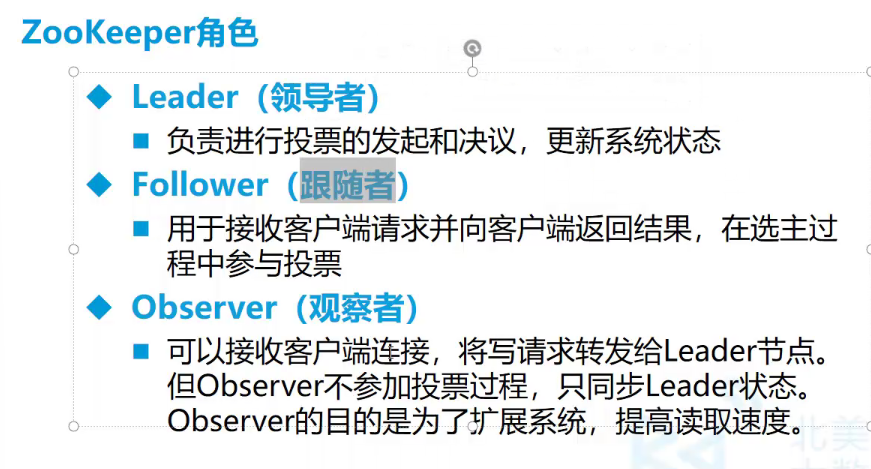 ZooKeeper角色
Leader（领导者）
负责进行投票的发起和决议，更新系统状态
Follower（跟随者）
用于接收客户端请求并向客户端返回结果，在选主过
程中参与投票
Observer（观察者）
可以接收客户端连接，将写请求转发给Leader节点。
但Observer不参加投票过程，只同步Leader状态。
Observer的目的是为了扩展系统，提高读取速度。
北美